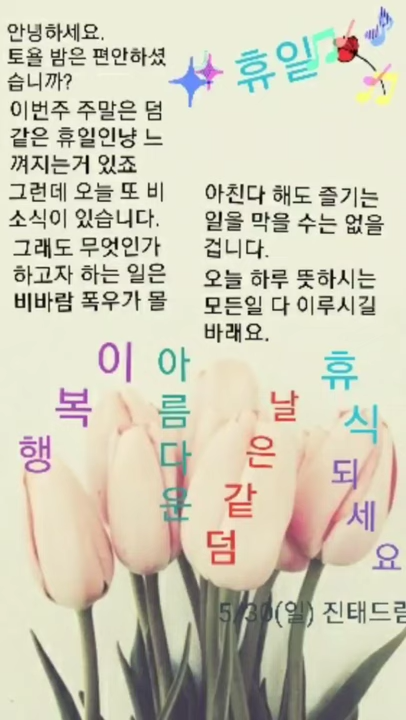 안녕하세요.
토욜 밤은 편안하셨
습니까?
이번주 주말은 덤
같은 휴일인냥 느
껴지는거 있죠
그런데 오늘 또 비
소식이 있습니다.
그래도 무엇인가
하고자 하는 일은
비바람 폭우가 몰
휴일
아친다 해도 즐기는
일을 막을 수는 없을
겁니다.
오늘 하루 뜻하시는
모든일 다 이루시길
바래요.
행복이
아름다운
덤같은날
휴식되세요
5/30(일) 진태드림